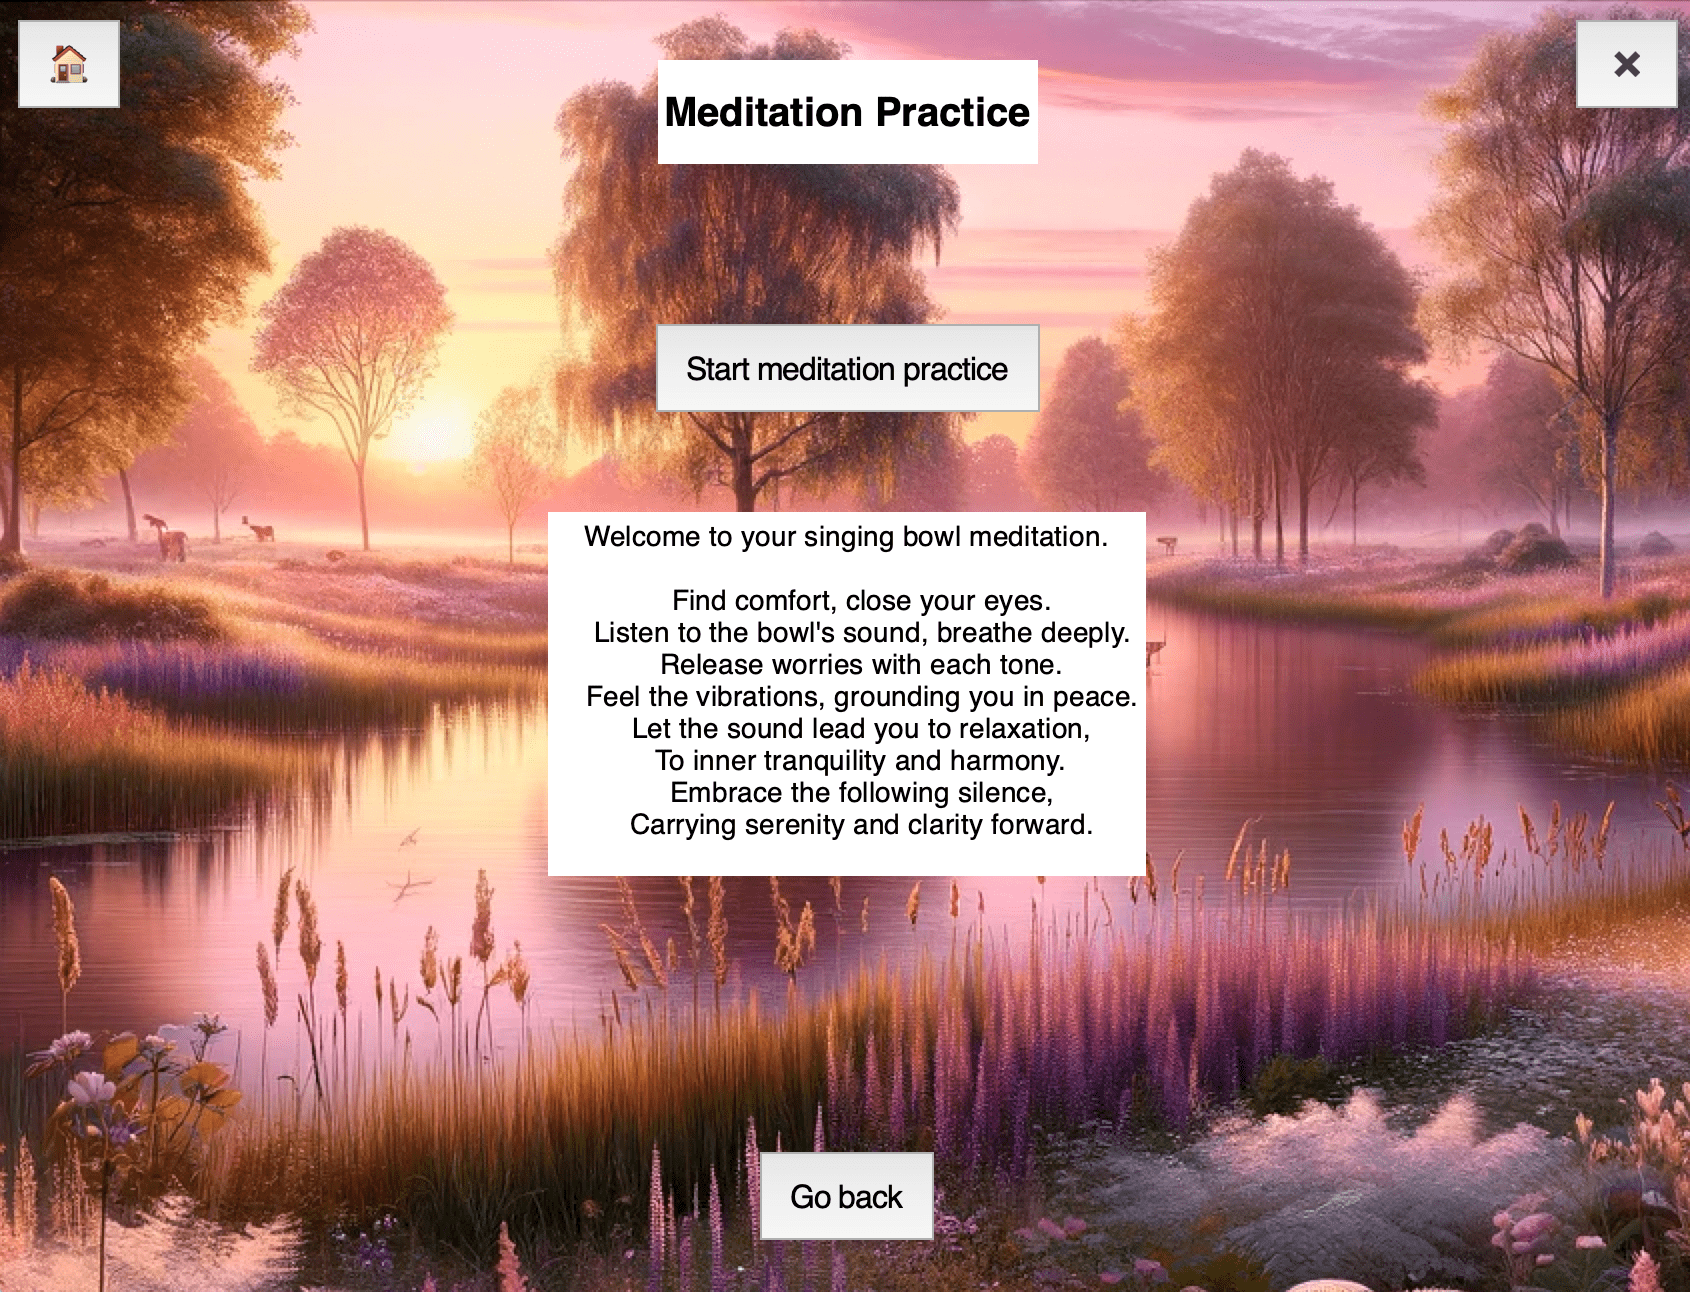 Meditation Practice
Start meditation practice
Welcome to your singing bowl meditation.
Find comfort, close your eyes.
Listen to the bowl's sound, breathe deeply.
Release worries with each tone.
Feel the vibrations, grounding you in peace.
Let the sound lead you to relaxation,
To inner tranquility and harmony.
Embrace the following silence,
Carrying serenity and clarity forward.
Go back